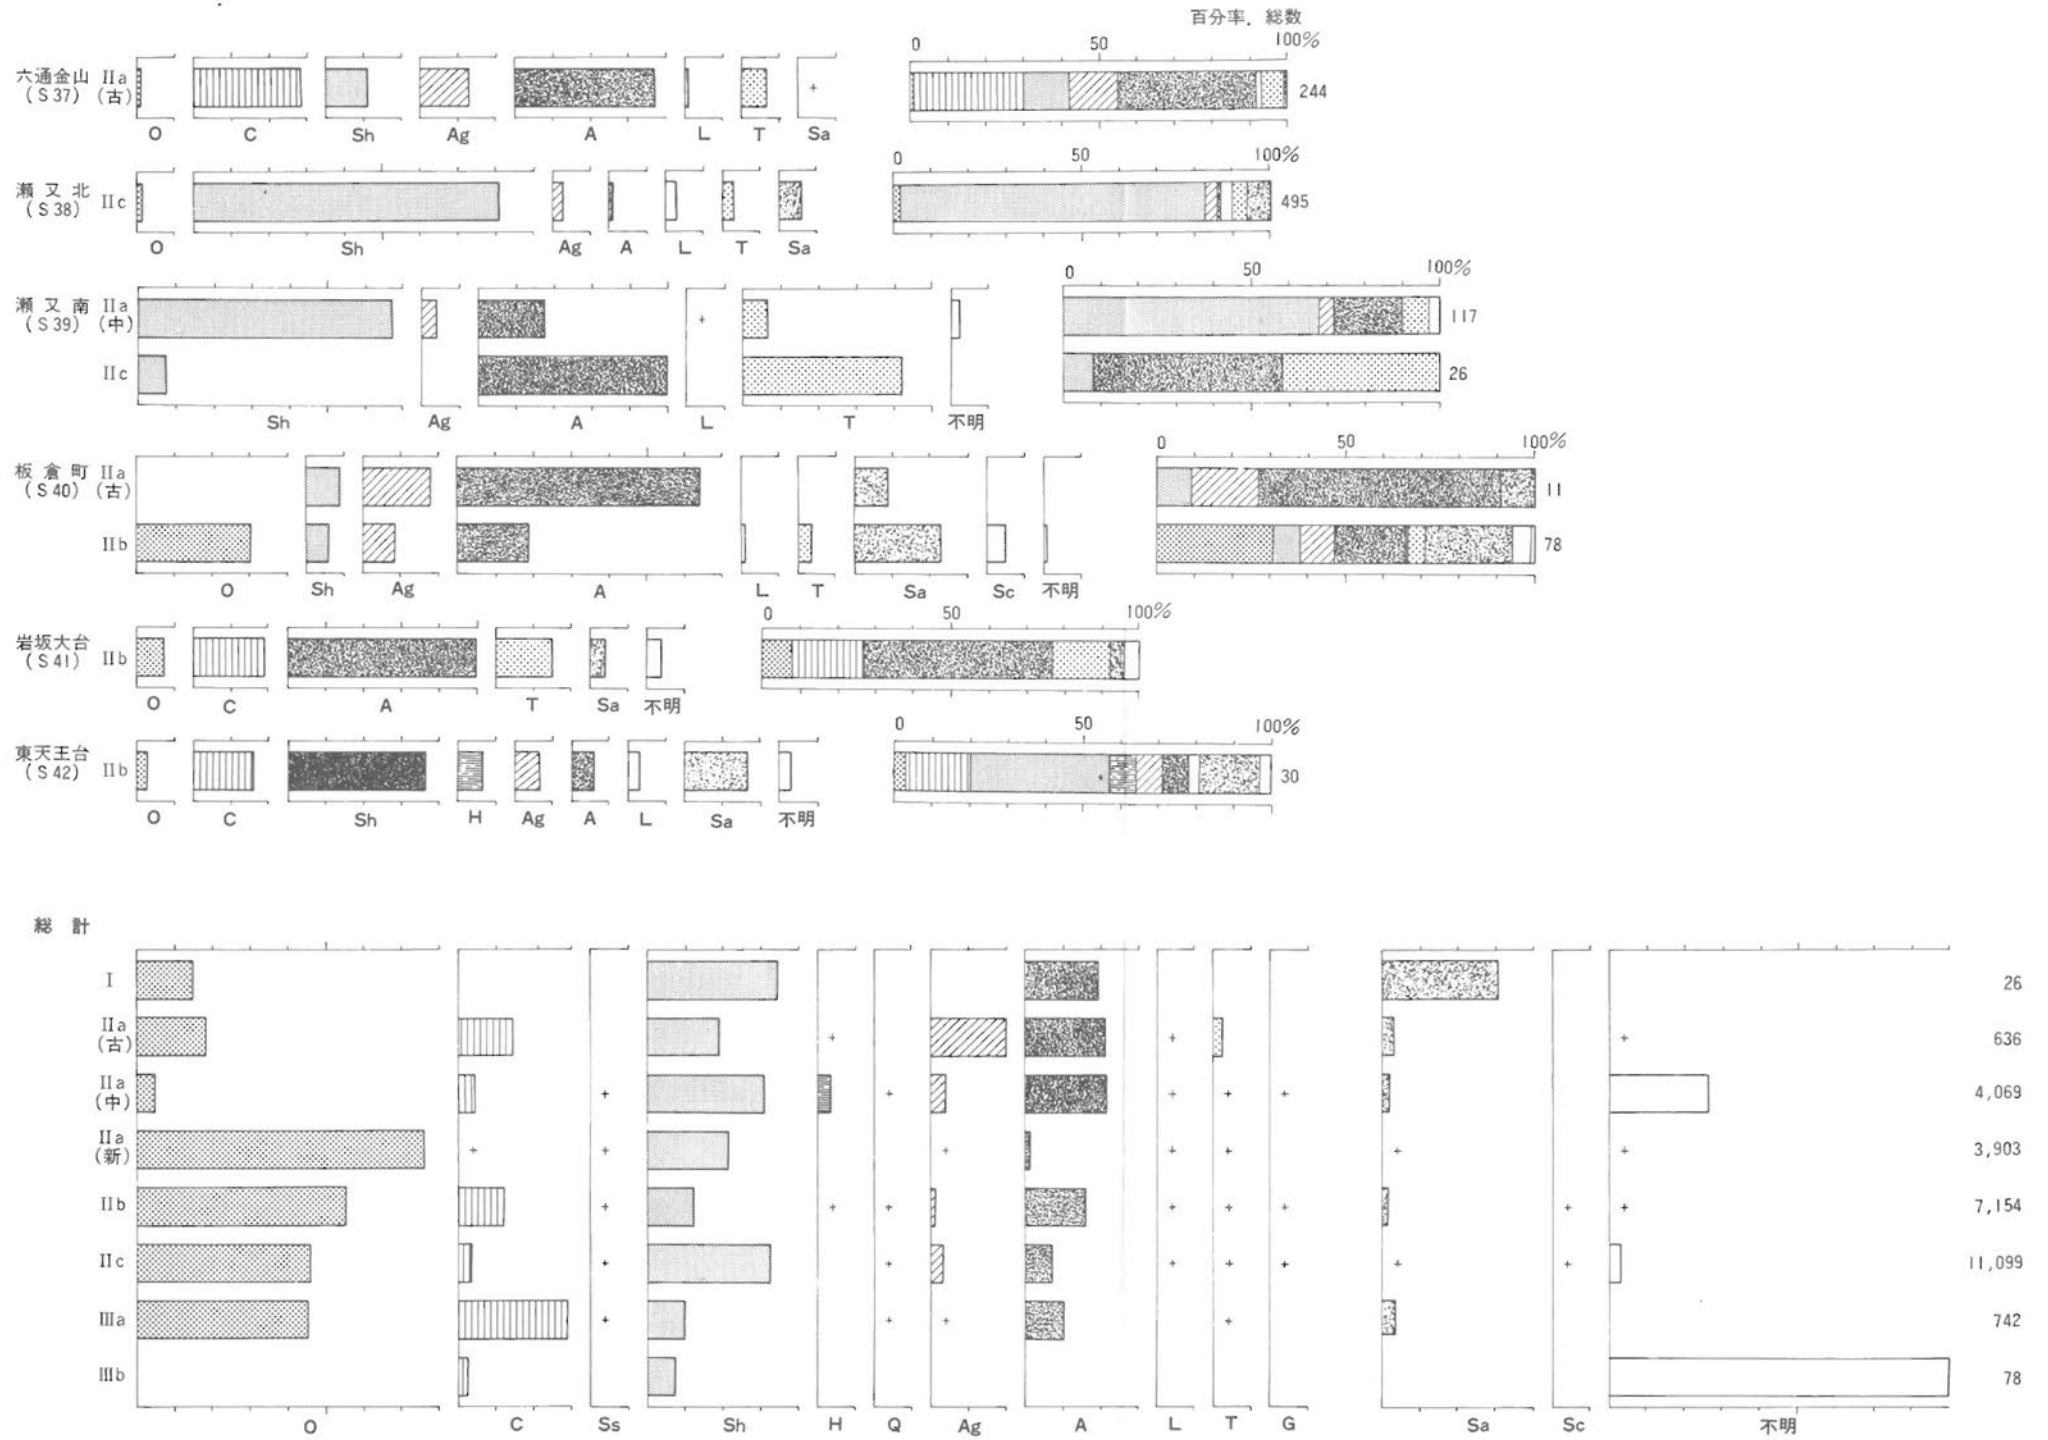 百分率. 総数
0 50 100%
六通金山 IIa
(S37) (古)
244
O C Sh Ag A L T Sa
0 50 100%
瀬又北
(S38) IIc
495
O Sh Ag A L T Sa
0 50 100%
瀬又南 IIa
(S39) (中)
117
IIc
26
Sh Ag A L T 不明
0 50 100%
板倉町 IIa
(S40) (古)
11
IIb
78
O Sh Ag A L T Sa Sc 不明
0 50 100%
岩坂大台
(S41) IIb
O C A T Sa 不明
0 50 100%
東天王台
(S42) IIb
30
O C Sh H Ag A L Sa 不明
総計
I 26
IIa
(古) 636
IIa
(中) 4,069
IIa
(新) 3,903
IIb 7,154
IIc 11,099
IIIa 742
IIIb 78
O C Ss Sh H Q Ag A L T G Sa Sc 不明